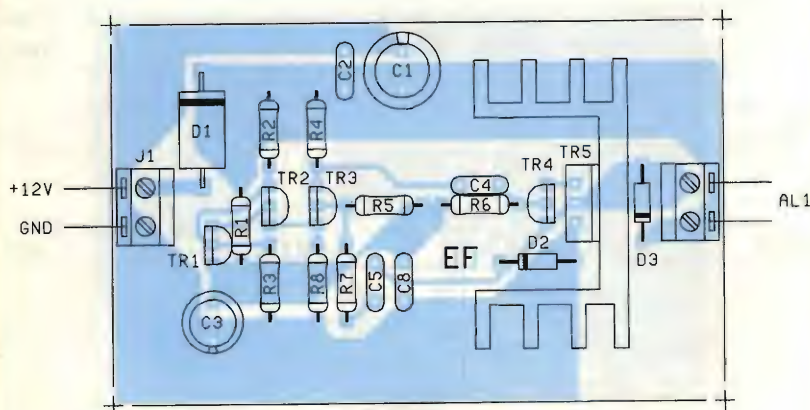 C2
C1
D1
R2
R4
J1
+12V
GND
TR2
TR3
TR4
TR5
AL1
C4
R1
R5
R6
TR1
EF
D2
D3
R3
R8
R7
C5
C8
C3